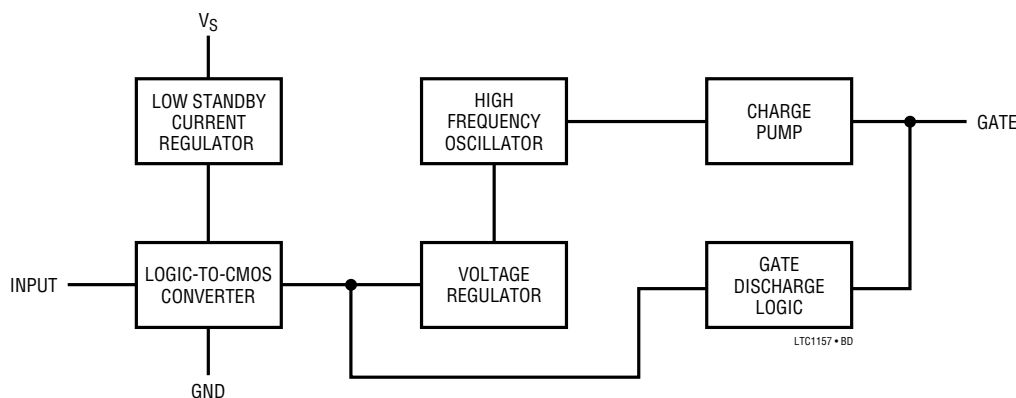 V_S
LOW STANDBY
CURRENT
REGULATOR
HIGH
FREQUENCY
OSCILLATOR
CHARGE
PUMP
GATE
INPUT
LOGIC-TO-CMOS
CONVERTER
VOLTAGE
REGULATOR
GATE
DISCHARGE
LOGIC
LTC1157 • BD
GND